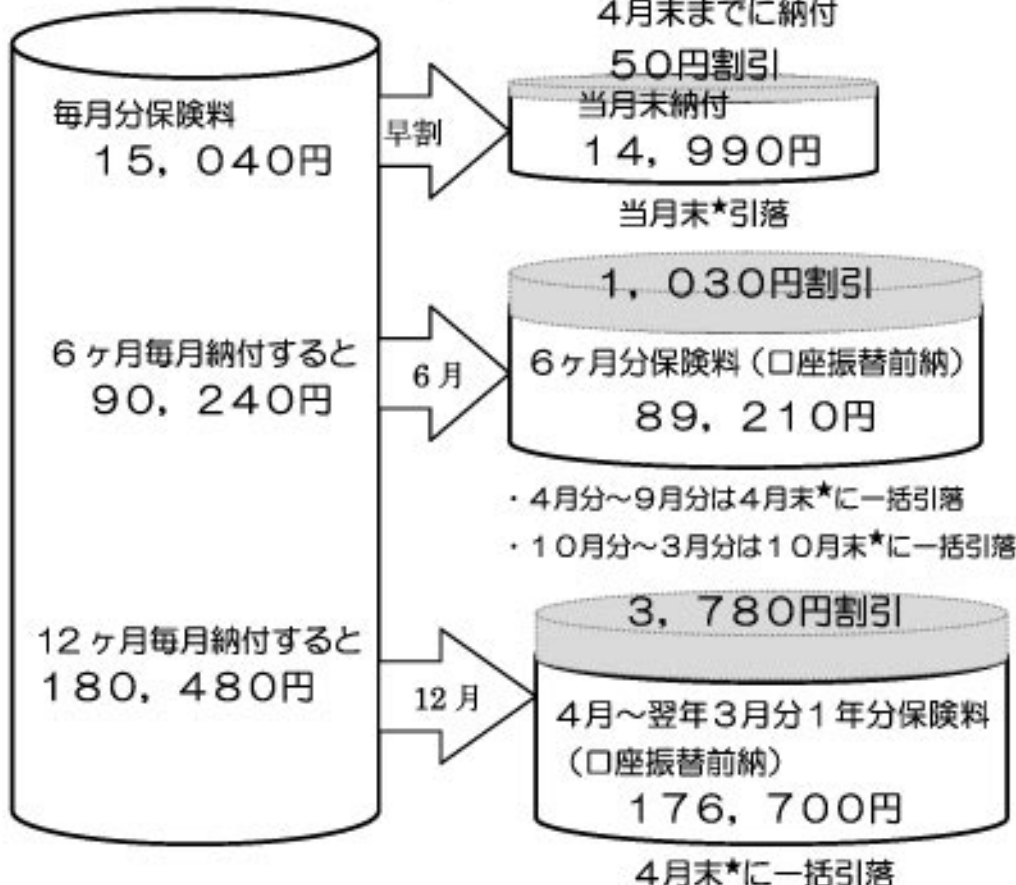 4月末までに納付
50円割引
毎月分保険料
15，040円
早割
当月末納付
14，990円
当月末★引落
1，030円割引
6ヶ月毎月納付すると
90，240円
6月
6ヶ月分保険料（口座振替前納）
89，210円
・4月分～9月分は4月末★に一括引落
・10月分～3月分は10月末★に一括引落
3，780円割引
12ヶ月毎月納付すると
180，480円
12月
4月～翌年3月分1年分保険料
（口座振替前納）
176，700円
4月末★に一括引落